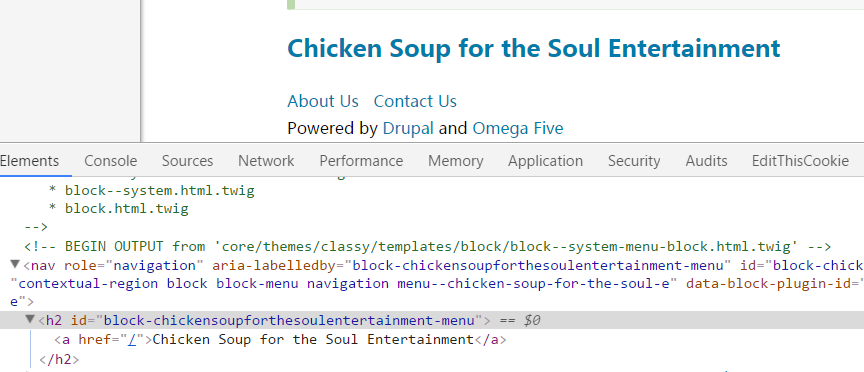 Chicken Soup for the Soul Entertainment
About Us Contact Us
Powered by Drupal and Omega Five
Elements Console Sources Network Performance Memory Application Security Audits EditThisCookie
* block--system.html.twig
* block.html.twig
-->
<!-- BEGIN OUTPUT from 'core/themes/classy/templates/block/block--system-menu-block.html.twig' -->
▼<nav role="navigation" aria-labelledby="block-chickensoupforthesoulentertainment-menu" id="block-chick
"contextual-region block block-menu navigation menu--chicken-soup-for-the-soul-e" data-block-plugin-id="
e">
▼<h2 id="block-chickensoupforthesoulentertainment-menu"> == $0
<a href="/">Chicken Soup for the Soul Entertainment</a>
</h2>